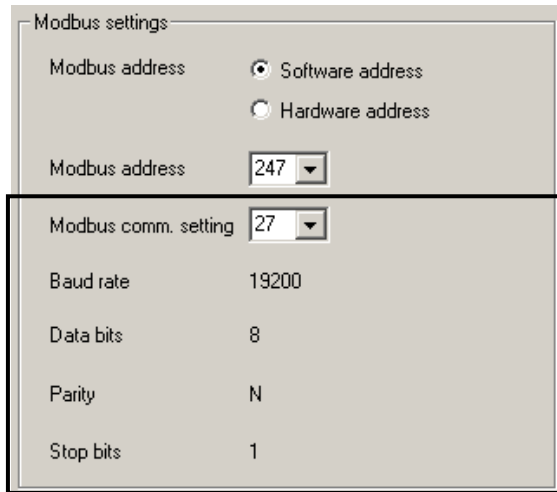 Modbus settings
Modbus address Software address
Hardware address
Modbus address 247
Modbus comm. setting 27
Baud rate 19200
Data bits 8
Parity N
Stop bits 1